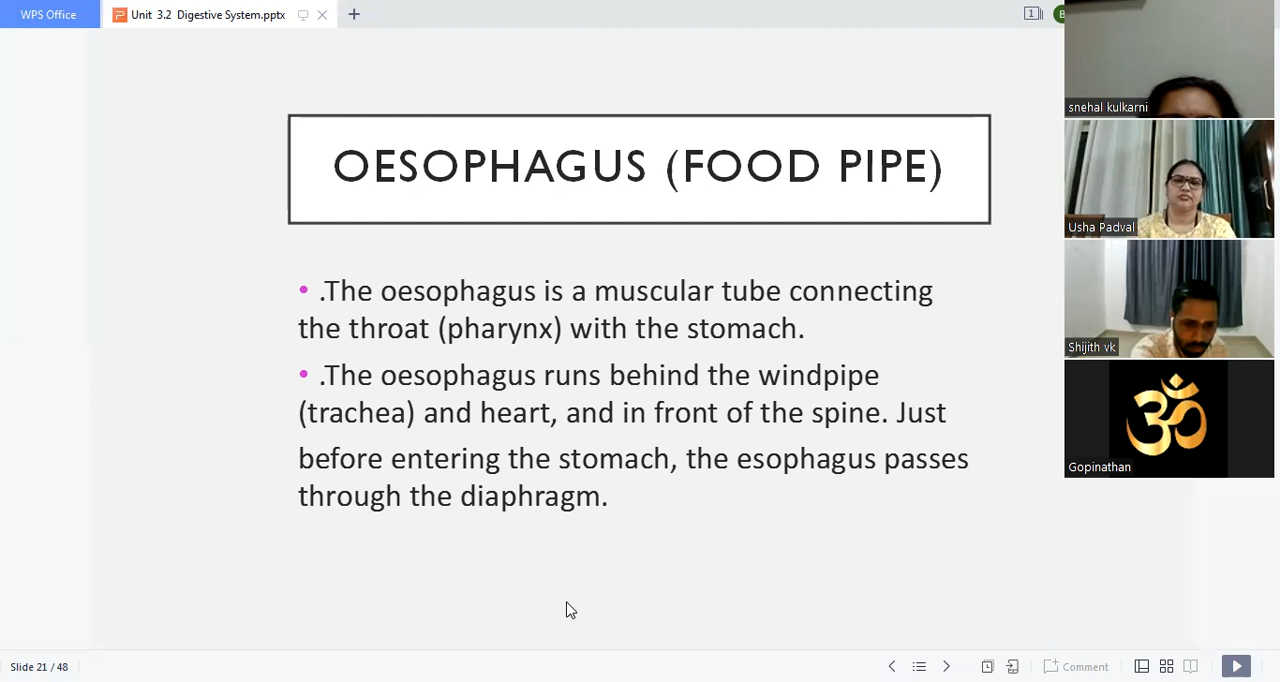 WPS Office
Unit 3.2 Digestive System.pptx
1
B
OESOPHAGUS (FOOD PIPE)
• .The oesophagus is a muscular tube connecting
the throat (pharynx) with the stomach.
• .The oesophagus runs behind the windpipe
(trachea) and heart, and in front of the spine. Just
before entering the stomach, the esophagus passes
through the diaphragm.
snehal kulkarni
Usha Padval
Shijith vk
ॐ
Gopinathan
Slide 21 / 48
Comment